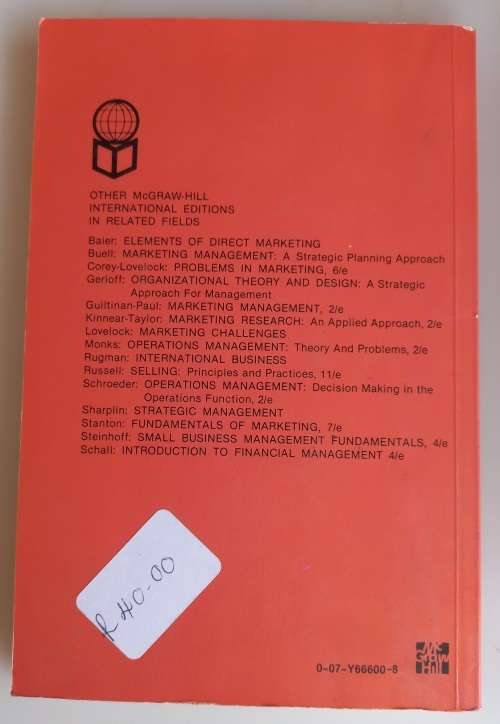 OTHER McGRAW-HILL
INTERNATIONAL EDITIONS
IN RELATED FIELDS
Baier: ELEMENTS OF DIRECT MARKETING
Buell: MARKETING MANAGEMENT: A Strategic Planning Approach
Corey-Lovelock: PROBLEMS IN MARKETING, 6/e
Gerloff: ORGANIZATIONAL THEORY AND DESIGN: A Strategic
Approach For Management
Guiltinan-Paul: MARKETING MANAGEMENT, 2/e
Kinnear-Taylor: MARKETING RESEARCH: An Applied Approach, 2/e
Lovelock: MARKETING CHALLENGES
Monks: OPERATIONS MANAGEMENT: Theory And Problems, 2/e
Rugman: INTERNATIONAL BUSINESS
Russell: SELLING: Principles and Practices, 11/e
Schroeder: OPERATIONS MANAGEMENT: Decision Making in the
Operations Function, 2/e
Sharplin: STRATEGIC MANAGEMENT
Stanton: FUNDAMENTALS OF MARKETING, 7/e
Steinhoff: SMALL BUSINESS MANAGEMENT FUNDAMENTALS, 4/e
Schall: INTRODUCTION TO FINANCIAL MANAGEMENT 4/e
R40-00
0-07-Y66600-8
Mc
Graw
Hill